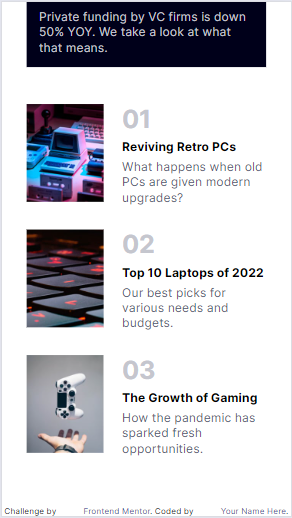 Private funding by VC firms is down
50% YOY. We take a look at what
that means.
01
Reviving Retro PCs
What happens when old
PCs are given modern
upgrades?
02
Top 10 Laptops of 2022
Our best picks for
various needs and
budgets.
03
The Growth of Gaming
How the pandemic has
sparked fresh
opportunities.
Challenge by Frontend Mentor. Coded by Your Name Here.